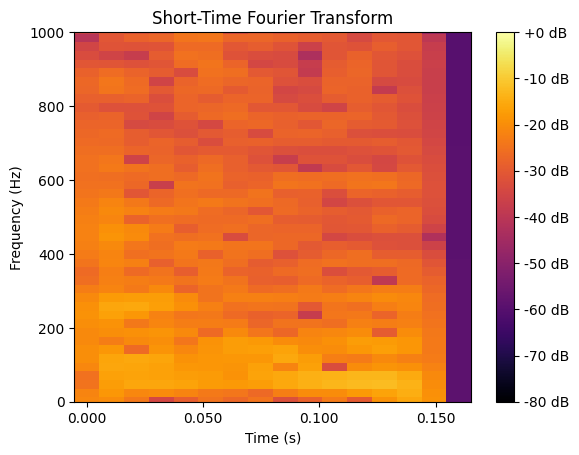 Short-Time Fourier Transform
1000
800
600
400
200
0
Frequency (Hz)
0.000
0.050
0.100
0.150
Time (s)
+0 dB
-10 dB
-20 dB
-30 dB
-40 dB
-50 dB
-60 dB
-70 dB
-80 dB